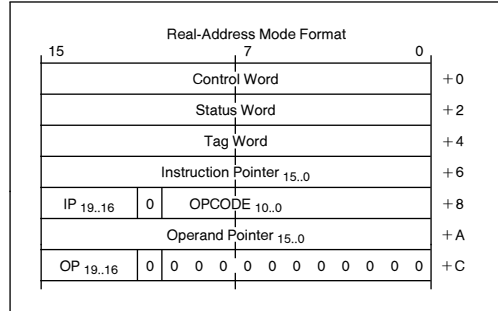 Real-Address Mode Format
15 7 0
Control Word +0
Status Word +2
Tag Word +4
Instruction Pointer 15..0 +6
IP 19..16 0 OPCODE 10..0 +8
Operand Pointer 15..0 +A
OP 19..16 0 0 0 0 0 0 0 0 0 0 0 0 +C